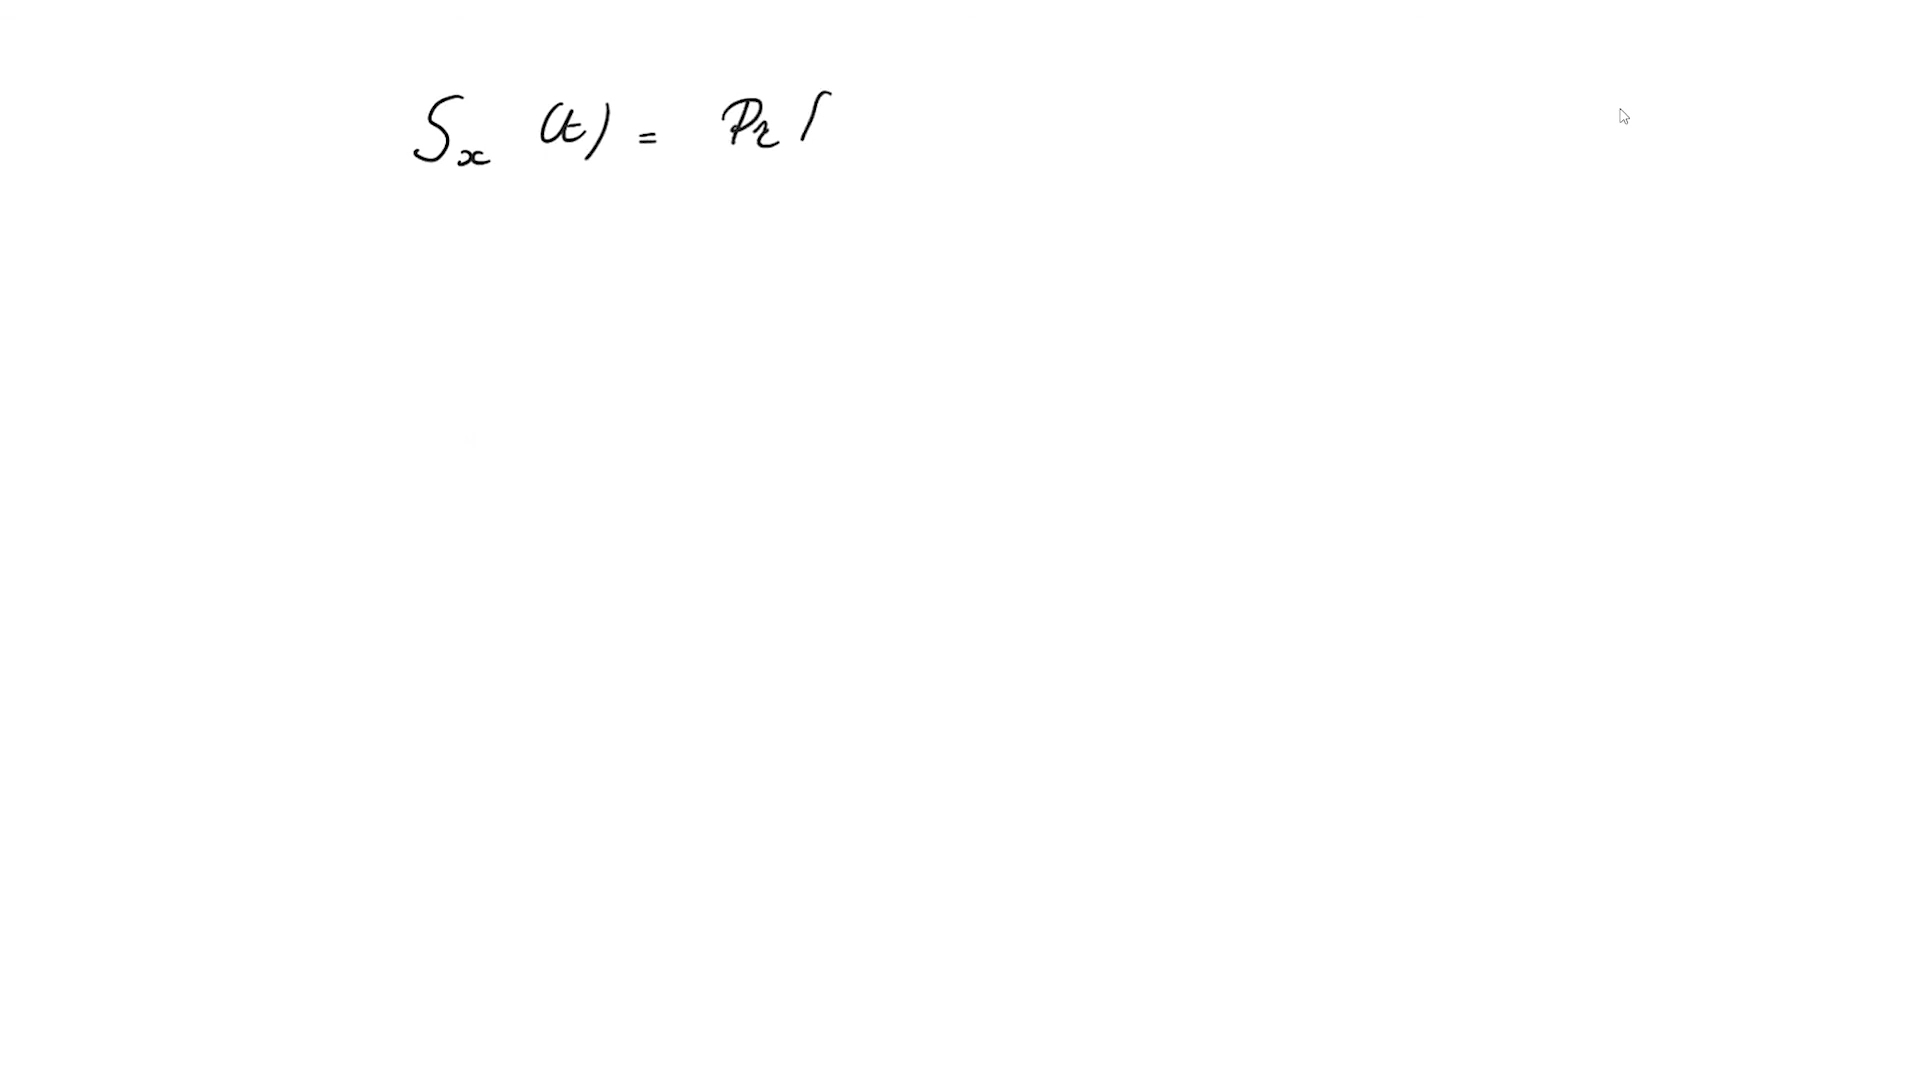 Sₓ (t) = Pr [